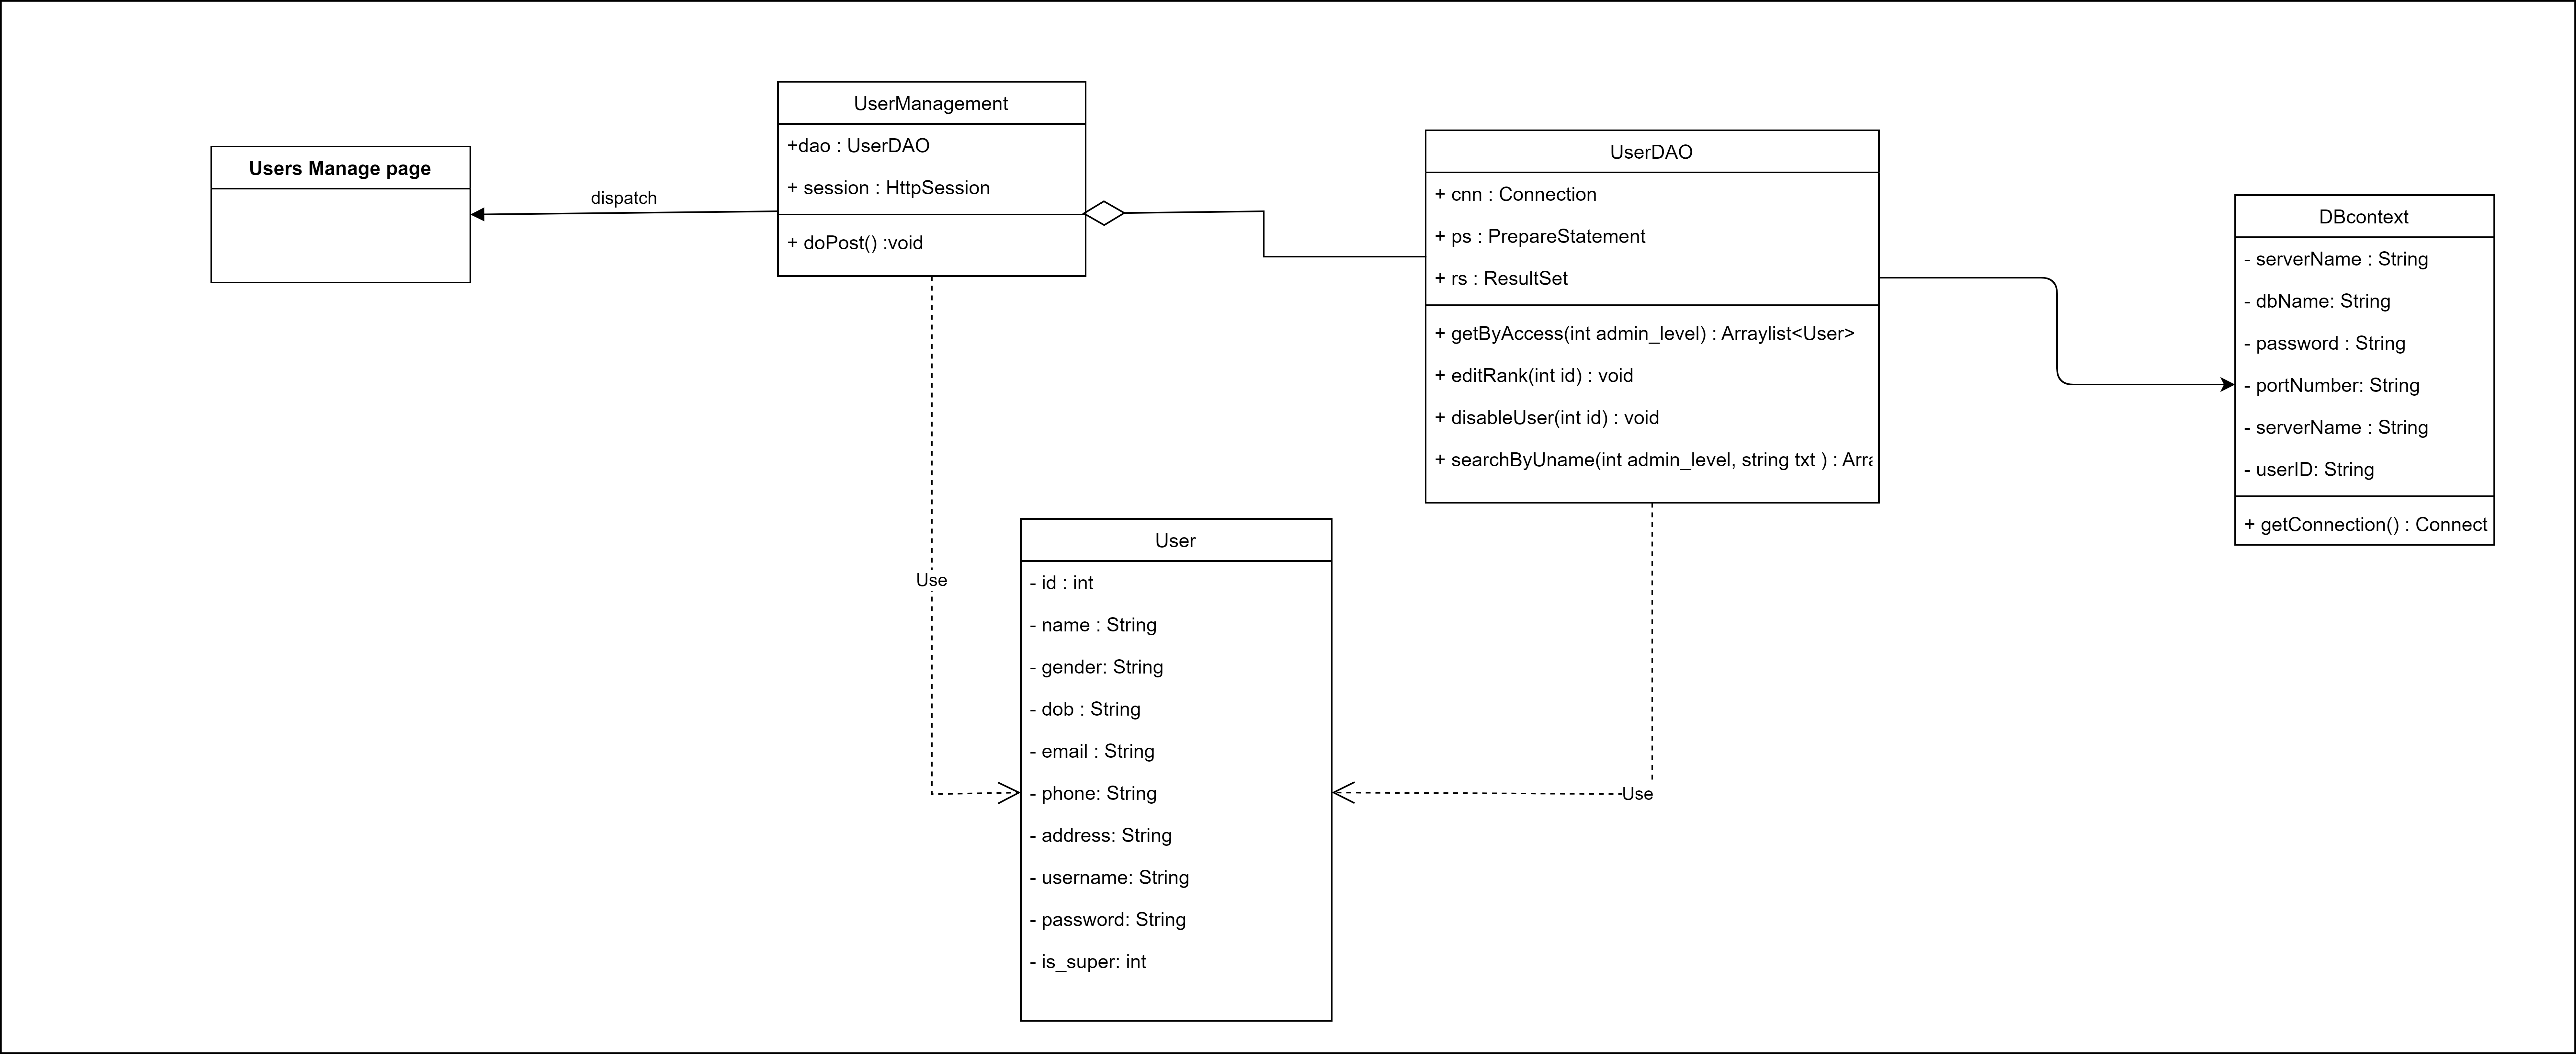 Users Manage page
dispatch
UserManagement
+dao : UserDAO
+ session : HttpSession
+ doPost() :void
UserDAO
+ cnn : Connection
+ ps : PrepareStatement
+ rs : ResultSet
+ getByAccess(int admin_level) : Arraylist<User>
+ editRank(int id) : void
+ disableUser(int id) : void
+ searchByUname(int admin_level, string txt ) :
DBcontext
- serverName : String
- dbName: String
- password : String
- portNumber: String
- serverName : String
- userID: String
+ getConnection() : Connect
Use
User
- id : int
- name : String
- gender: String
- dob : String
- email : String
- phone: String
- address: String
- username: String
- password: String
- is_super: int
Use